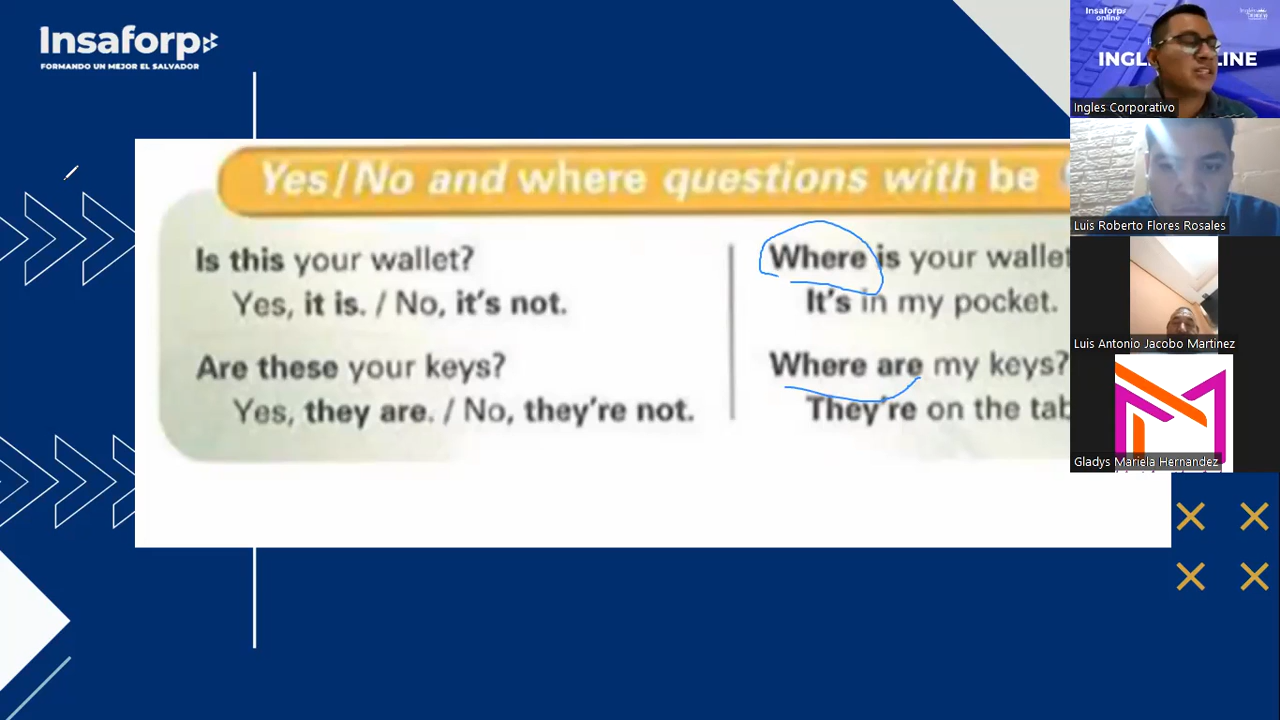 Insaforp
FORMANDO UN MEJOR EL SALVADOR
Yes/No and where questions with be
Is this your wallet?
Yes, it is. / No, it's not.
Are these your keys?
Yes, they are. / No, they're not.
Where is your wallet
It's in my pocket.
Where are my keys?
They're on the tab
Insaforp
online
INGL LINE
Ingles Corporativo
Luis Roberto Flores Rosales
Luis Antonio Jacobo Martinez
Gladys Mariela Hernandez